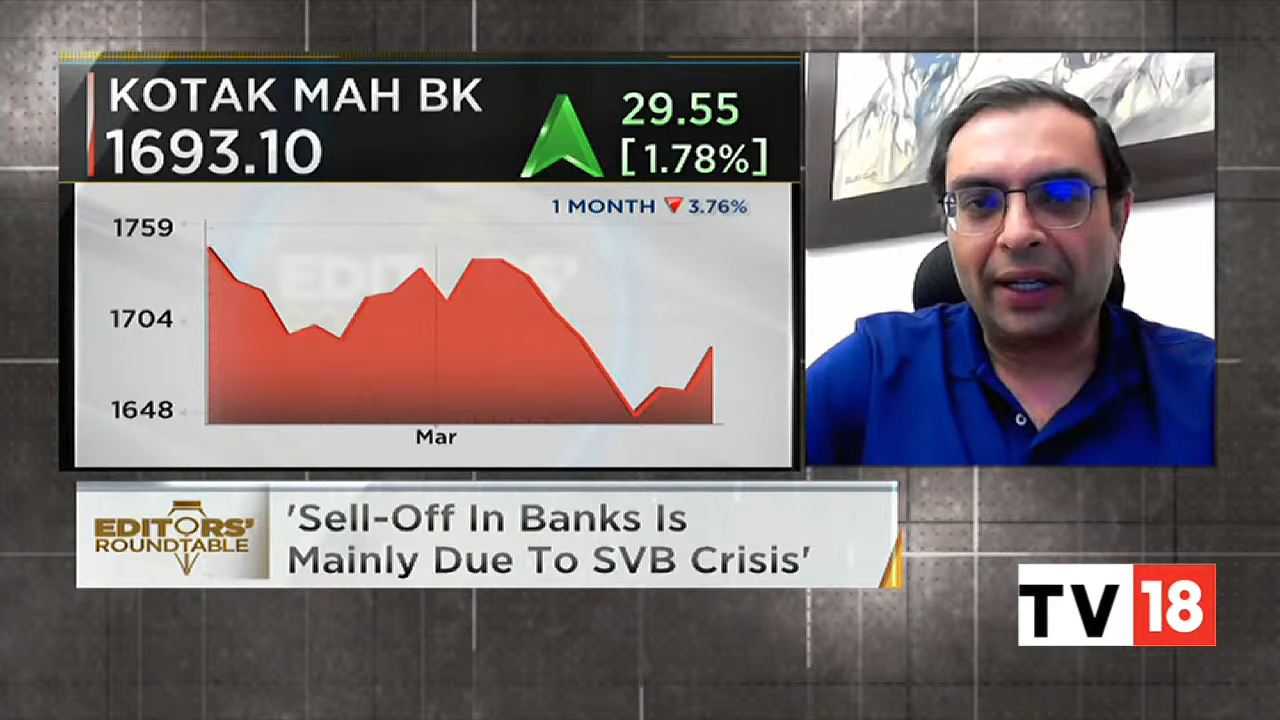 KOTAK MAH BK
1693.10
29.55
[1.78%]
1 MONTH 3.76%
1759
1704
1648
Mar
EDITORS'
EDITORS'
ROUNDTABLE
'Sell-Off In Banks Is
Mainly Due To SVB Crisis'
TV18